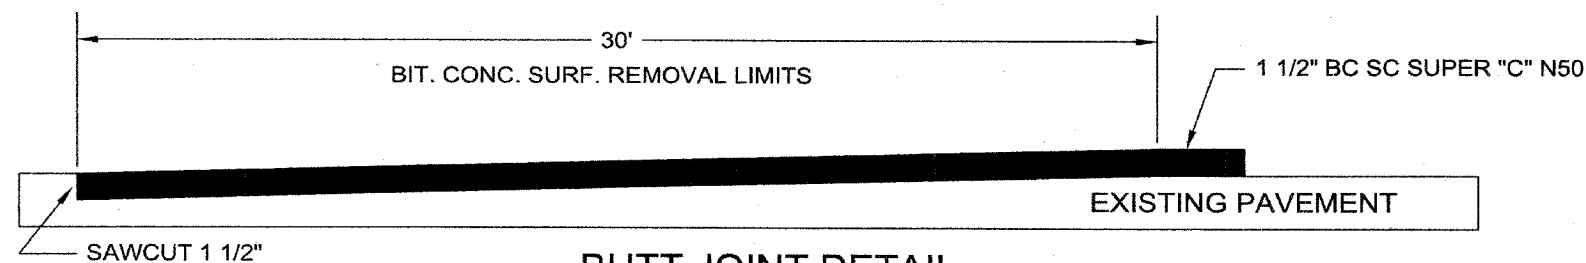 30'
BIT. CONC. SURF. REMOVAL LIMITS
1 1/2" BC SC SUPER "C" N50
EXISTING PAVEMENT
SAWCUT 1 1/2"
BUTT JOINT DETAIL